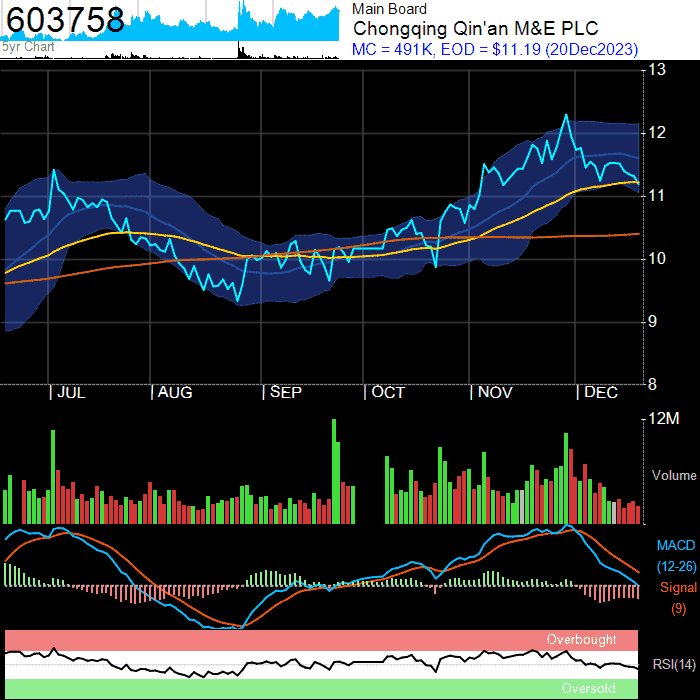 603758
5yr Chart
Main Board
Chongqing Qin'an M&E PLC
MC = 491K, EOD = $11.19 (20Dec2023)
13
12
11
10
9
8
JUL AUG SEP OCT NOV DEC
12M
Volume
MACD
(12-26)
Signal
(9)
Overbought
RSI(14)
Oversold